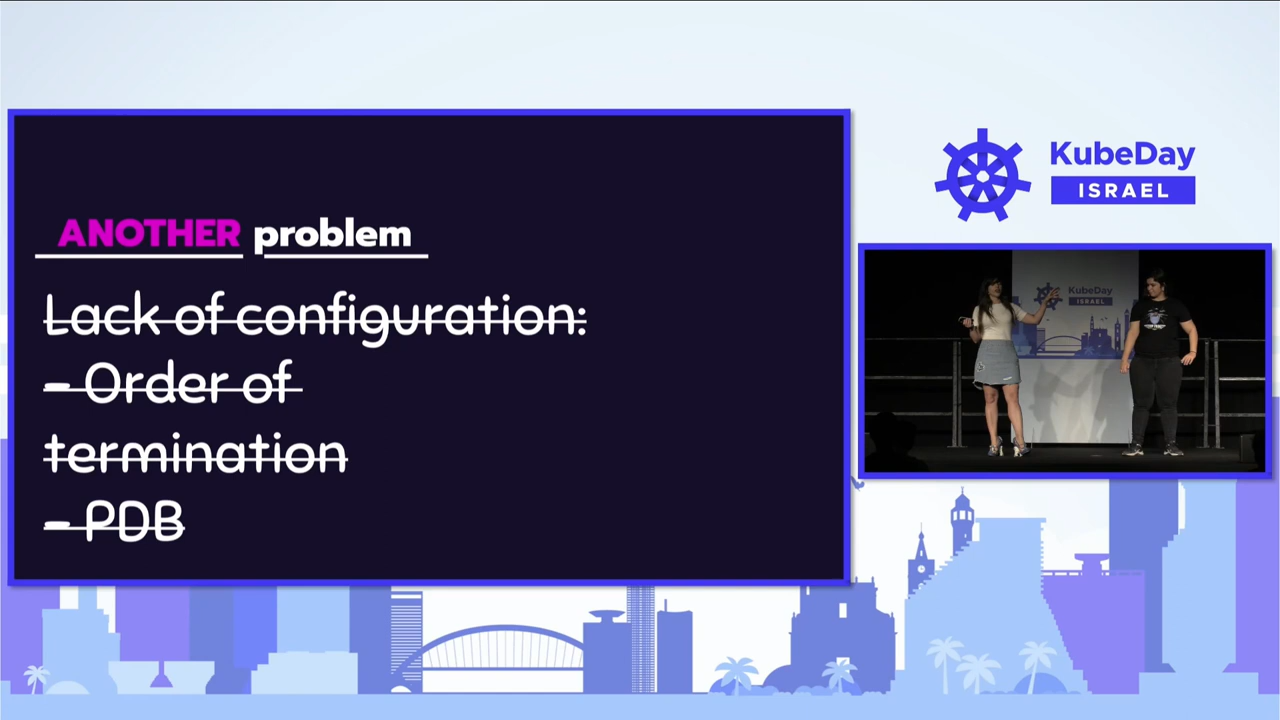 ANOTHER problem
Lack of configuration:
- Order of
termination
- PDB
KubeDay
ISRAEL
KubeDay
ISRAEL